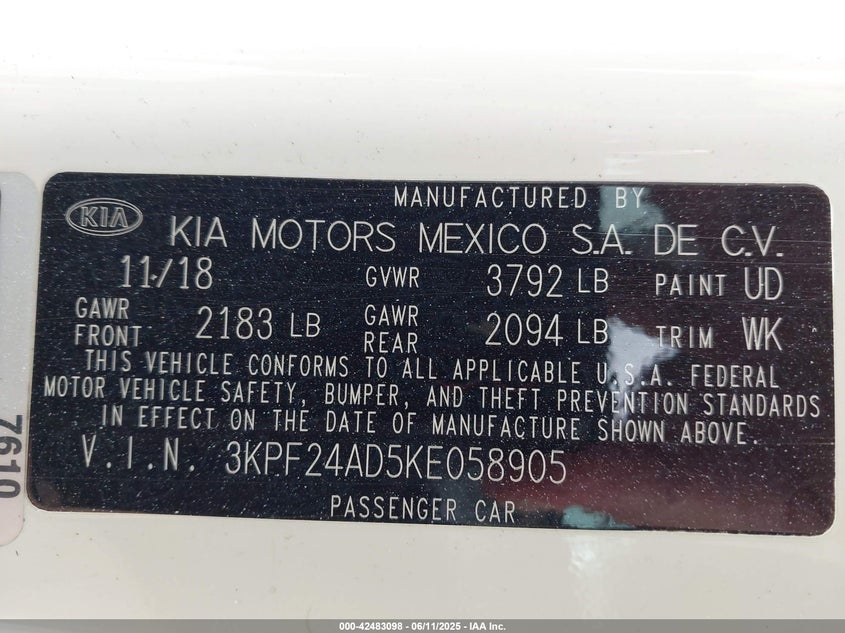 MANUFACTURED BY
KIA KIA MOTORS MEXICO S.A. DE C.V.
11/18 GVWR 3792 LB PAINT UD
GAWR FRONT 2183 LB GAWR REAR 2094 LB TRIM WK
THIS VEHICLE CONFORMS TO ALL APPLICABLE U.S.A. FEDERAL
MOTOR VEHICLE SAFETY, BUMPER, AND THEFT PREVENTION STANDARDS
IN EFFECT ON THE DATE OF MANUFACTURE SHOWN ABOVE.
V.I.N. 3KPF24AD5KE058905
PASSENGER CAR
7619
000-42483098 - 06/11/2025 - IAA Inc.